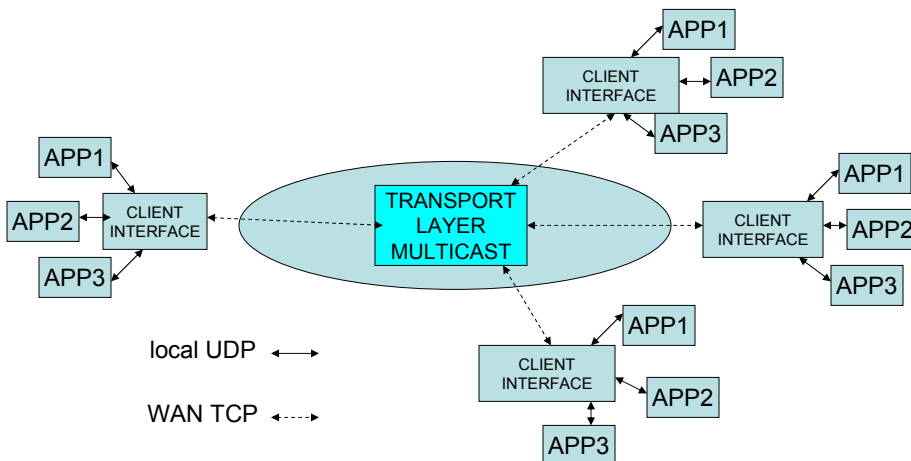 APP1
CLIENT
INTERFACE
APP2
APP3
APP1
APP2
CLIENT
INTERFACE
APP3
TRANSPORT
LAYER
MULTICAST
APP1
CLIENT
INTERFACE
APP2
APP3
local UDP
WAN TCP
APP1
CLIENT
INTERFACE
APP2
APP3